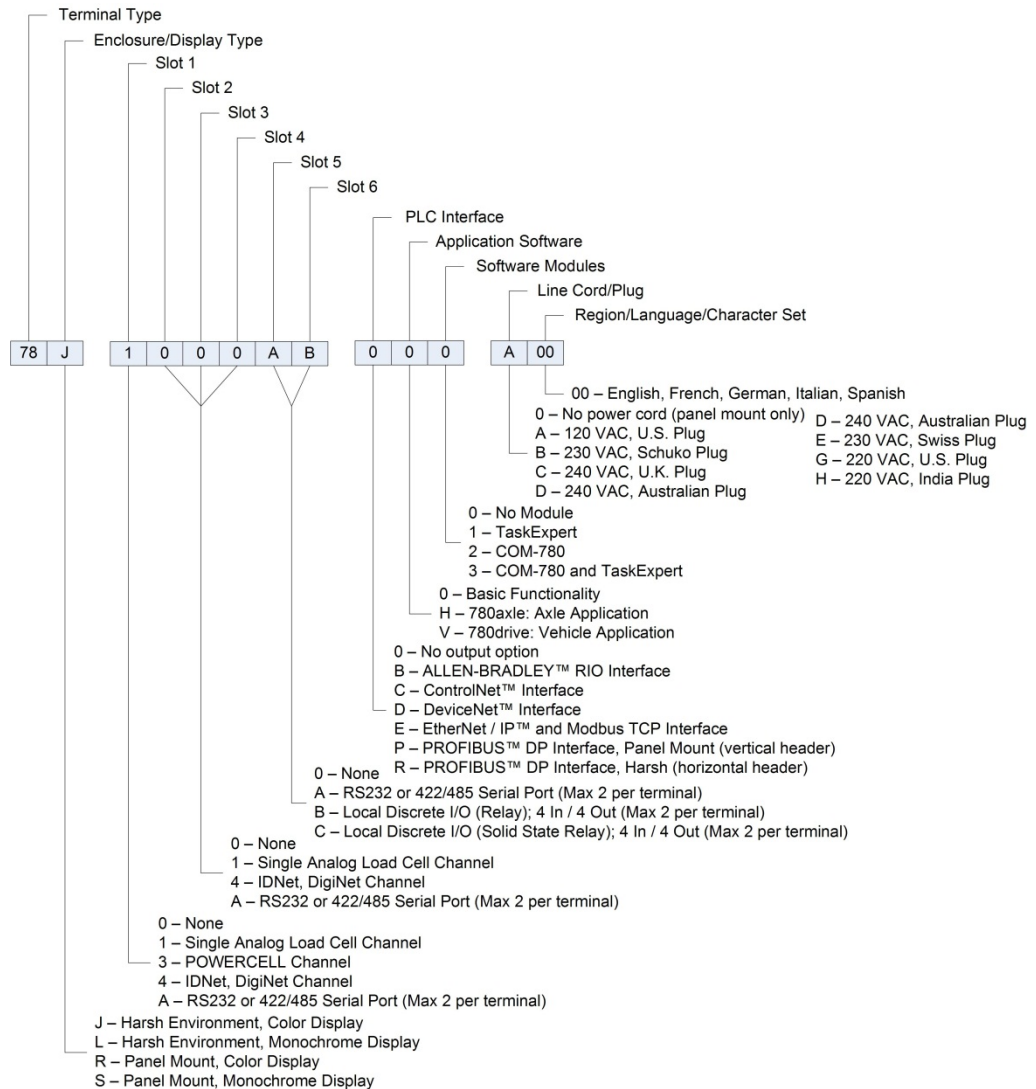 Terminal Type
Enclosure/Display Type
Slot 1
Slot 2
Slot 3
Slot 4
Slot 5
Slot 6
PLC Interface
Application Software
Software Modules
Line Cord/Plug
Region/Language/Character Set
78 J 1 0 0 0 A B 0 0 0 A 00
00 – English, French, German, Italian, Spanish
0 – No power cord (panel mount only)
A – 120 VAC, U.S. Plug
B – 230 VAC, Schuko Plug
C – 240 VAC, U.K. Plug
D – 240 VAC, Australian Plug
D – 240 VAC, Australian Plug
E – 230 VAC, Swiss Plug
G – 220 VAC, U.S. Plug
H – 220 VAC, India Plug
0 – No Module
1 – TaskExpert
2 – COM-780
3 – COM-780 and TaskExpert
0 – Basic Functionality
H – 780axle: Axle Application
V – 780drive: Vehicle Application
0 – No output option
B – ALLEN-BRADLEY™ RIO Interface
C – ControlNet™ Interface
D – DeviceNet™ Interface
E – EtherNet / IP™ and Modbus TCP Interface
P – PROFIBUS™ DP Interface, Panel Mount (vertical header)
R – PROFIBUS™ DP Interface, Harsh (horizontal header)
0 – None
A – RS232 or 422/485 Serial Port (Max 2 per terminal)
B – Local Discrete I/O (Relay); 4 In / 4 Out (Max 2 per terminal)
C – Local Discrete I/O (Solid State Relay); 4 In / 4 Out (Max 2 per terminal)
0 – None
1 – Single Analog Load Cell Channel
4 – IDNet, DigiNet Channel
A – RS232 or 422/485 Serial Port (Max 2 per terminal)
0 – None
1 – Single Analog Load Cell Channel
3 – POWERCELL Channel
4 – IDNet, DigiNet Channel
A – RS232 or 422/485 Serial Port (Max 2 per terminal)
J – Harsh Environment, Color Display
L – Harsh Environment, Monochrome Display
R – Panel Mount, Color Display
S – Panel Mount, Monochrome Display